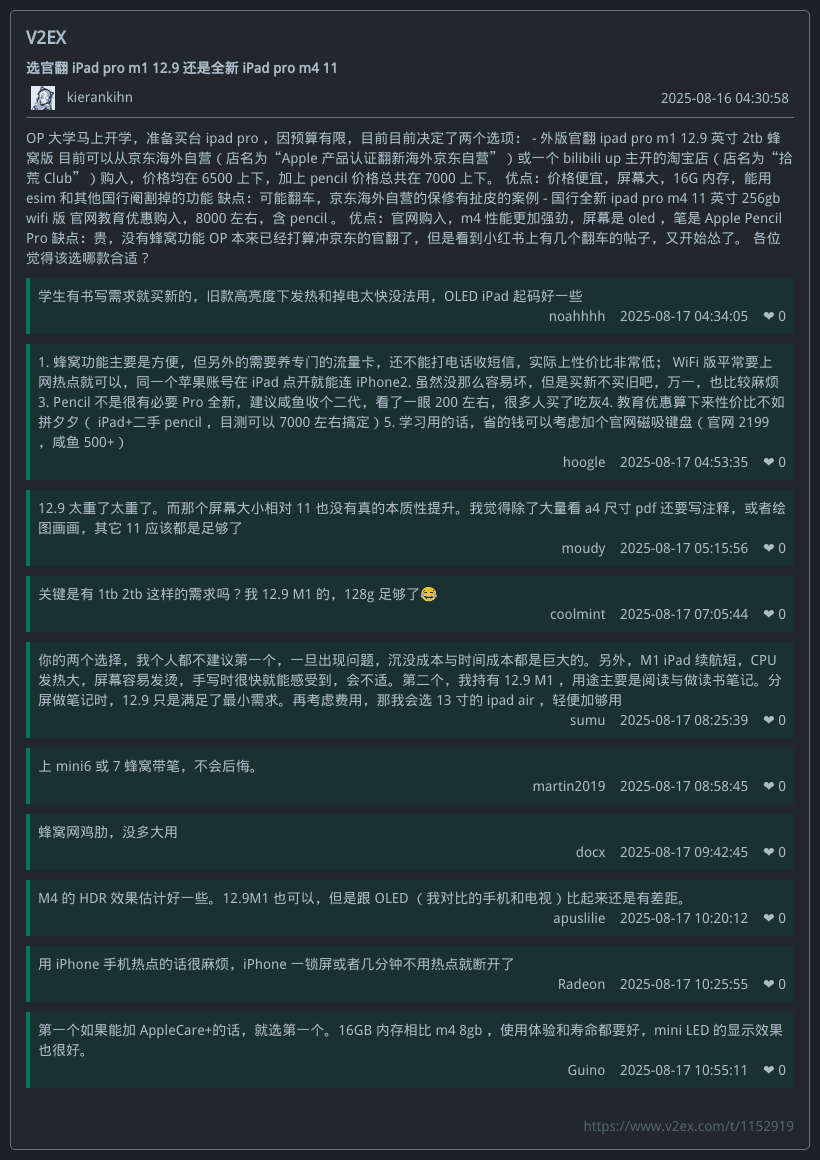 V2EX
选官翻 iPad pro m1 12.9 还是全新 iPad pro m4 11
kierankihn 2025-08-16 04:30:58
OP 大学马上开学，准备买台 ipad pro ，因预算有限，目前目前决定了两个选项： - 外版官翻 ipad pro m1 12.9 英寸 2tb 蜂
窝版 目前可以从京东海外自营（店名为“Apple 产品认证翻新海外京东自营”）或一个 bilibili up 主开的淘宝店（店名为“拾
荒 Club”）购入，价格均在 6500 上下，加上 pencil 价格总共在 7000 上下。 优点：价格便宜，屏幕大，16G 内存，能用
esim 和其他国行阉割掉的功能 缺点：可能翻车，京东海外自营的保修有扯皮的案例 - 国行全新 ipad pro m4 11 英寸 256gb
wifi 版 官网教育优惠购入，8000 左右，含 pencil 。 优点：官网购入，m4 性能更加强劲，屏幕是 oled ，笔是 Apple Pencil
Pro 缺点：贵，没有蜂窝功能 OP 本来已经打算冲京东的官翻了，但是看到小红书上有几个翻车的帖子，又开始怂了。 各位
觉得该选哪款合适？
学生有书写需求就买新的，旧款高亮度下发热和掉电太快没法用，OLED iPad 起码好一些
noahhhh 2025-08-17 04:34:05 ❤ 0
1. 蜂窝功能主要是方便，但另外的需要养专门的流量卡，还不能打电话收短信，实际上性价比非常低； WiFi 版平常要上
网热点就可以，同一个苹果账号在 iPad 点开就能连 iPhone2. 虽然没那么容易坏，但是买新不买旧吧，万一，也比较麻烦
3. Pencil 不是很有必要 Pro 全新，建议咸鱼收个二代，看了一眼 200 左右，很多人买了吃灰4. 教育优惠算下来性价比不如
拼夕夕（ iPad+二手 pencil ，目测可以 7000 左右搞定）5. 学习用的话，省的钱可以考虑加个官网磁吸键盘（官网 2199
，咸鱼 500+ ）
hoogle 2025-08-17 04:53:35 ❤ 0
12.9 太重了太重了。而那个屏幕大小相对 11 也没有真的本质性提升。我觉得除了大量看 a4 尺寸 pdf 还要写注释，或者绘
图画画，其它 11 应该都是足够了
moudy 2025-08-17 05:15:56 ❤ 0
关键是有 1tb 2tb 这样的需求吗？我 12.9 M1 的，128g 足够了😂
coolmint 2025-08-17 07:05:44 ❤ 0
你的两个选择，我个人都不建议第一个，一旦出现问题，沉没成本与时间成本都是巨大的。另外，M1 iPad 续航短，CPU
发热大，屏幕容易发烫，手写时很快就能感受到，会不适。第二个，我持有 12.9 M1 ，用途主要是阅读与做读书笔记。分
屏做笔记时，12.9 只是满足了最小需求。再考虑费用，那我会选 13 寸的 ipad air ，轻便加够用
sumu 2025-08-17 08:25:39 ❤ 0
上 mini6 或 7 蜂窝带笔，不会后悔。
martin2019 2025-08-17 08:58:45 ❤ 0
蜂窝网鸡肋，没多大用
docx 2025-08-17 09:42:45 ❤ 0
M4 的 HDR 效果估计好一些。12.9M1 也可以，但是跟 OLED （我对比的手机和电视）比起来还是有差距。
apuslilie 2025-08-17 10:20:12 ❤ 0
用 iPhone 手机热点的话很麻烦，iPhone 一锁屏或者几分钟不用热点就断开了
Radeon 2025-08-17 10:25:55 ❤ 0
第一个如果能加 AppleCare+的话，就选第一个。16GB 内存相比 m4 8gb ，使用体验和寿命都要好，mini LED 的显示效果
也很好。
Guino 2025-08-17 10:55:11 ❤ 0
https://www.v2ex.com/t/1152919